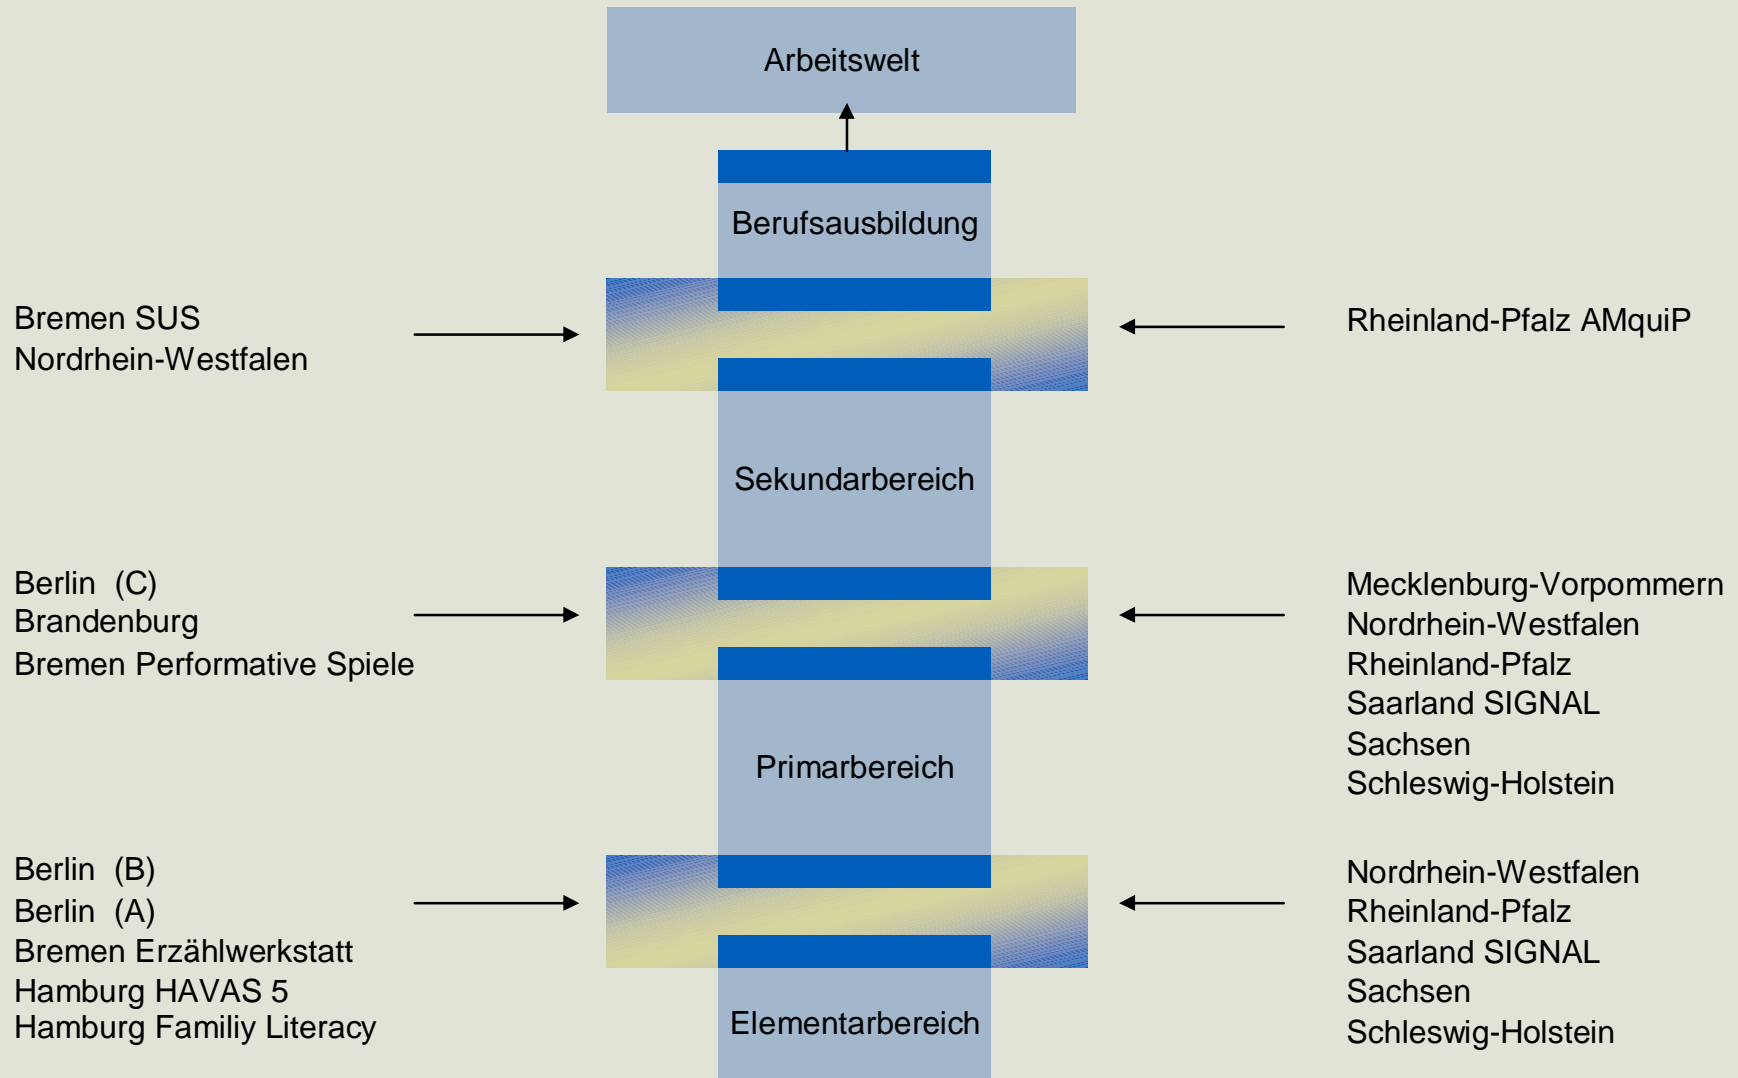 Arbeitswelt
Berufsausbildung
Bremen SUS
Nordrhein-Westfalen
Rheinland-Pfalz AMquiP
Sekundarbereich
Berlin (C)
Brandenburg
Bremen Performative Spiele
Mecklenburg-Vorpommern
Nordrhein-Westfalen
Rheinland-Pfalz
Saarland SIGNAL
Sachsen
Schleswig-Holstein
Primarbereich
Berlin (B)
Berlin (A)
Bremen Erzählwerkstatt
Hamburg HAVAS 5
Hamburg Familiy Literacy
Nordrhein-Westfalen
Rheinland-Pfalz
Saarland SIGNAL
Sachsen
Schleswig-Holstein
Elementarbereich